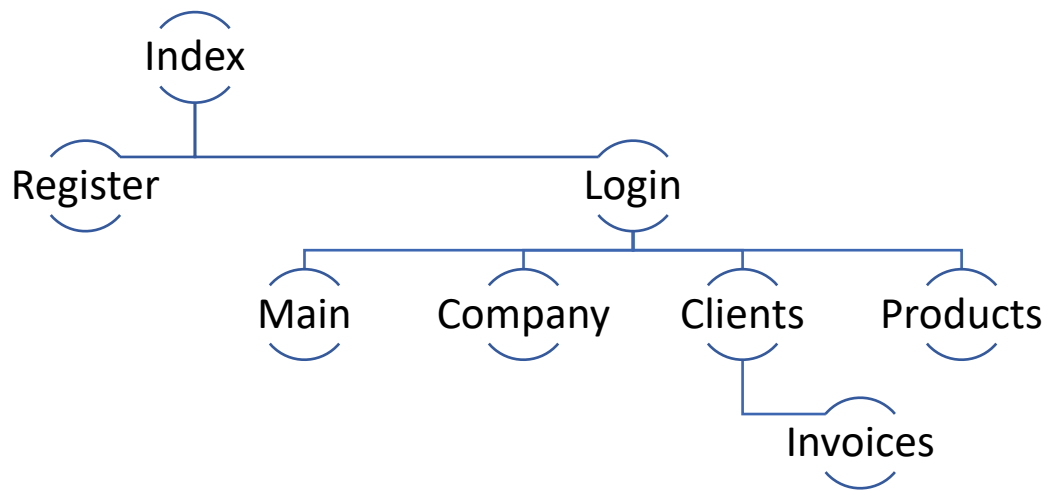 Index
Register
Login
Main
Company
Clients
Products
Invoices